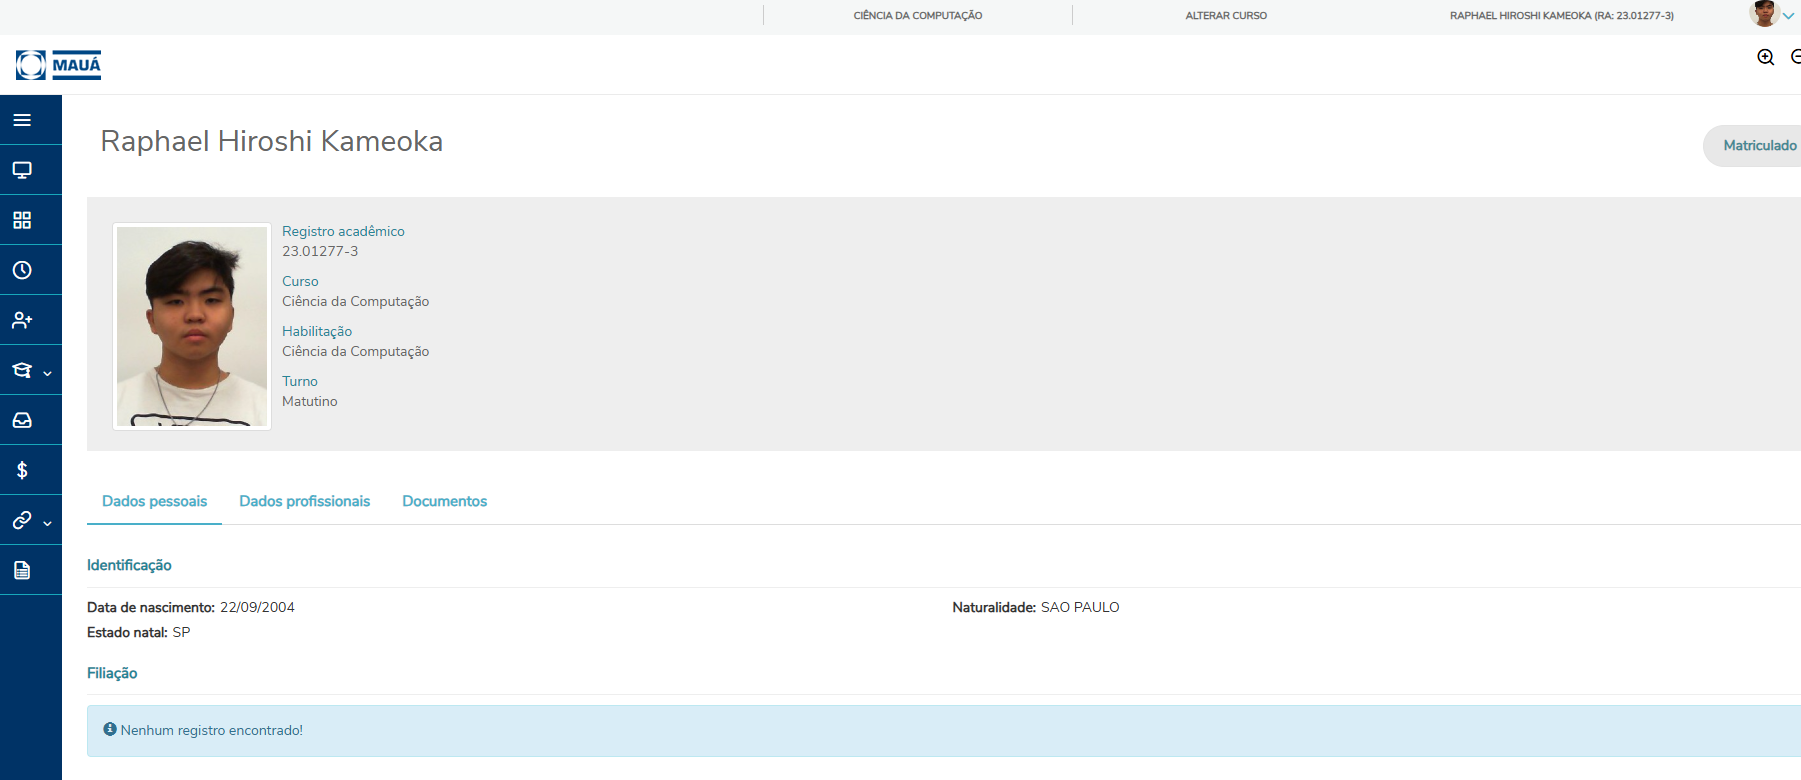 CIÊNCIA DA COMPUTAÇÃO
ALTERAR CURSO
RAPHAEL HIROSHI KAMEOKA (RA: 23.01277-3)
MAUÁ
Raphael Hiroshi Kameoka
Matriculado
Registro acadêmico
23.01277-3
Curso
Ciência da Computação
Habilitação
Ciência da Computação
Turno
Matutino
Dados pessoais
Dados profissionais
Documentos
Identificação
Data de nascimento: 22/09/2004
Naturalidade: SAO PAULO
Estado natal: SP
Filiação
Nenhum registro encontrado!